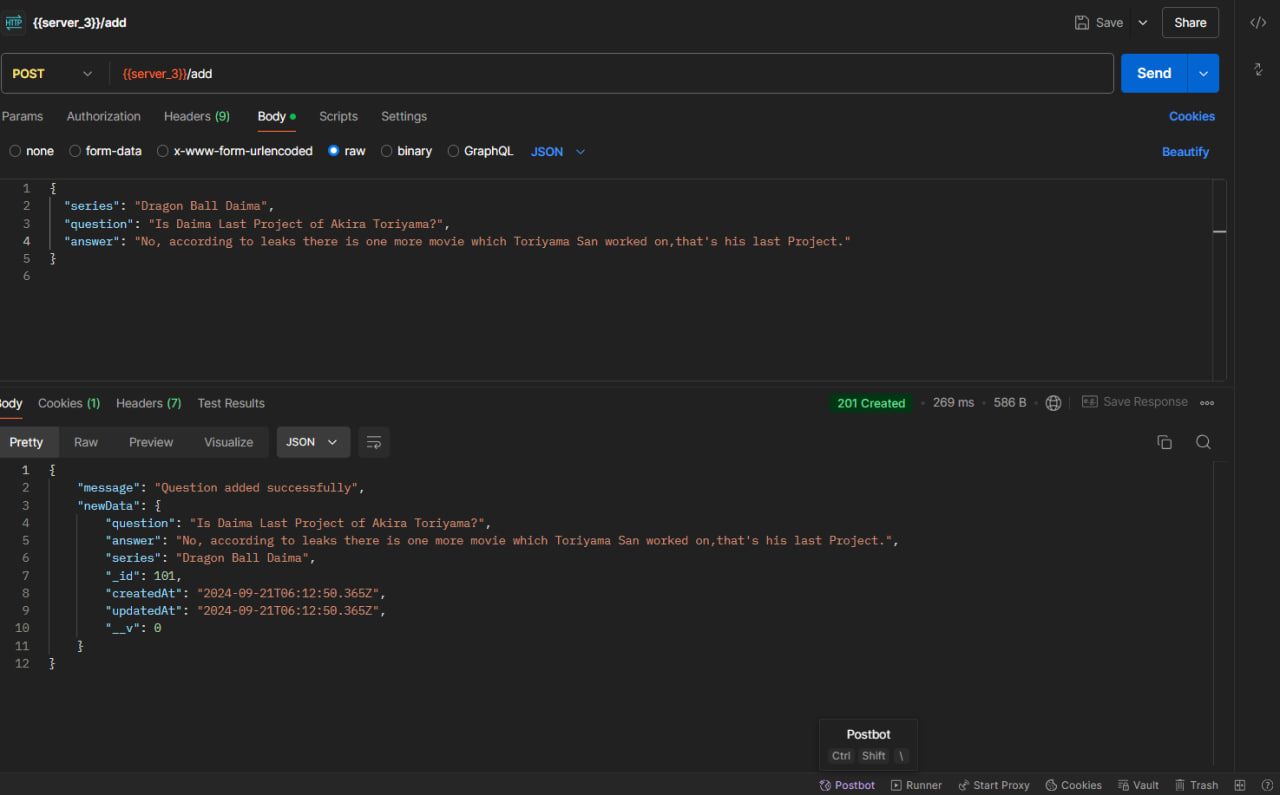 HTTP {{server_3}}/add
Save
Share
POST
{{server_3}}/add
Send
Params Authorization Headers (9) Body Scripts Settings
Cookies
none form-data x-www-form-urlencoded raw binary GraphQL JSON
Beautify
1 {
2 "series": "Dragon Ball Daima",
3 "question": "Is Daima Last Project of Akira Toriyama?",
4 "answer": "No, according to leaks there is one more movie which Toriyama San worked on,that's his last Project."
5 }
6
Body Cookies (1) Headers (7) Test Results
201 Created • 269 ms • 586 B
Save Response
Pretty Raw Preview Visualize JSON
1 {
2 "message": "Question added successfully",
3 "newData": {
4 "question": "Is Daima Last Project of Akira Toriyama?",
5 "answer": "No, according to leaks there is one more movie which Toriyama San worked on,that's his last Project.",
6 "series": "Dragon Ball Daima",
7 "_id": 101,
8 "createdAt": "2024-09-21T06:12:50.365Z",
9 "updatedAt": "2024-09-21T06:12:50.365Z",
10 "__v": 0
11 }
12 }
Postbot
Ctrl Shift \
Postbot Runner Start Proxy Cookies Vault Trash